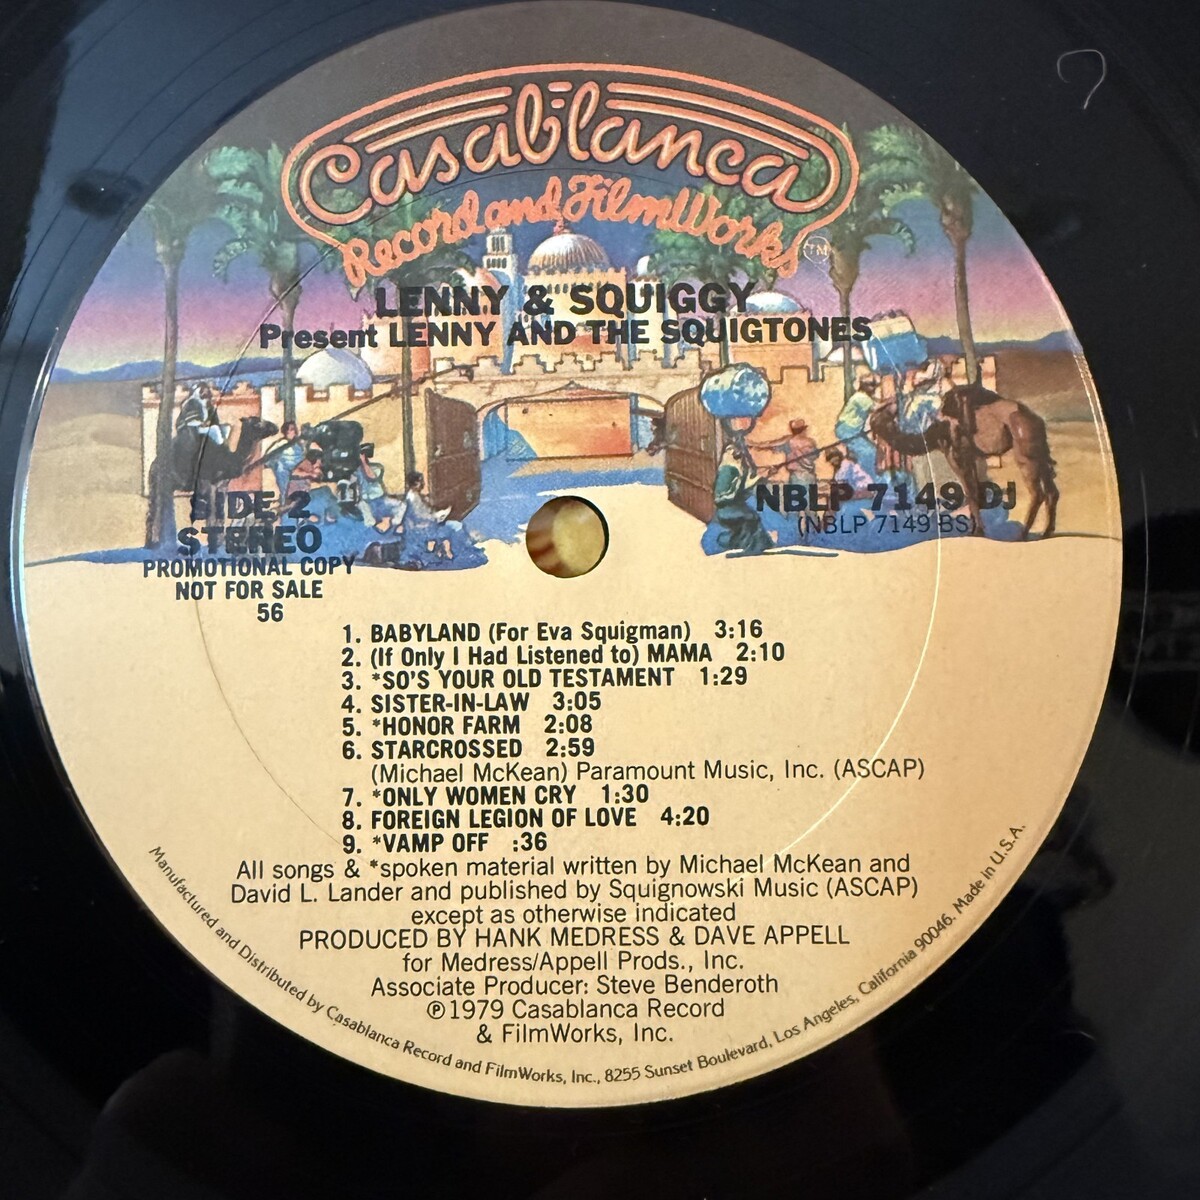 Casablanca
Record and FilmWorks TM
LENNY & SQUIGGY
Present LENNY AND THE SQUIGTONES
SIDE 2
STEREO
PROMOTIONAL COPY
NOT FOR SALE
56
NBLP 7149 DJ
(NBLP 7149 BS)
1. BABYLAND (For Eva Squigman) 3:16
2. (If Only I Had Listened to) MAMA 2:10
3. *SO'S YOUR OLD TESTAMENT 1:29
4. SISTER-IN-LAW 3:05
5. *HONOR FARM 2:08
6. STARCROSSED 2:59
(Michael McKean) Paramount Music, Inc. (ASCAP)
7. *ONLY WOMEN CRY 1:30
8. FOREIGN LEGION OF LOVE 4:20
9. *VAMP OFF :36
All songs & *spoken material written by Michael McKean and
David L. Lander and published by Squignowski Music (ASCAP)
except as otherwise indicated
PRODUCED BY HANK MEDRESS & DAVE APPELL
for Medress/Appell Prods., Inc.
Associate Producer: Steve Benderoth
℗1979 Casablanca Record
& FilmWorks, Inc.
Manufactured and Distributed by Casablanca Record and FilmWorks, Inc., 8255 Sunset Boulevard, Los Angeles, California 90046. Made in U.S.A.